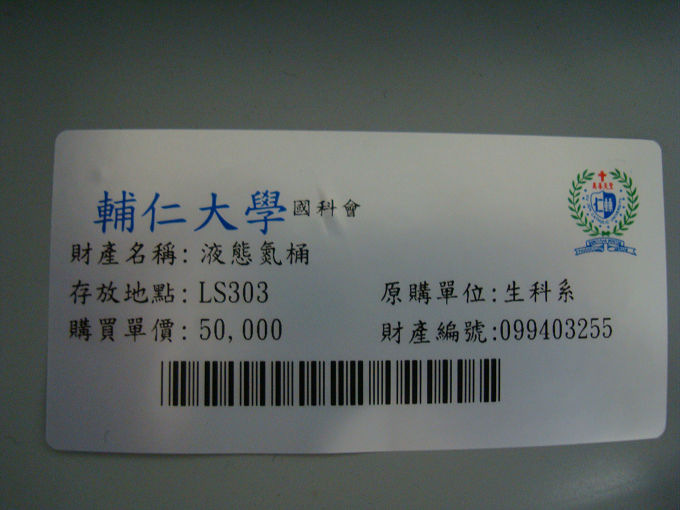 輔仁大學國科會
財產名稱: 液態氮桶
存放地點: LS303 原購單位:生科系
購買單價: 50,000 財產編號:099403255